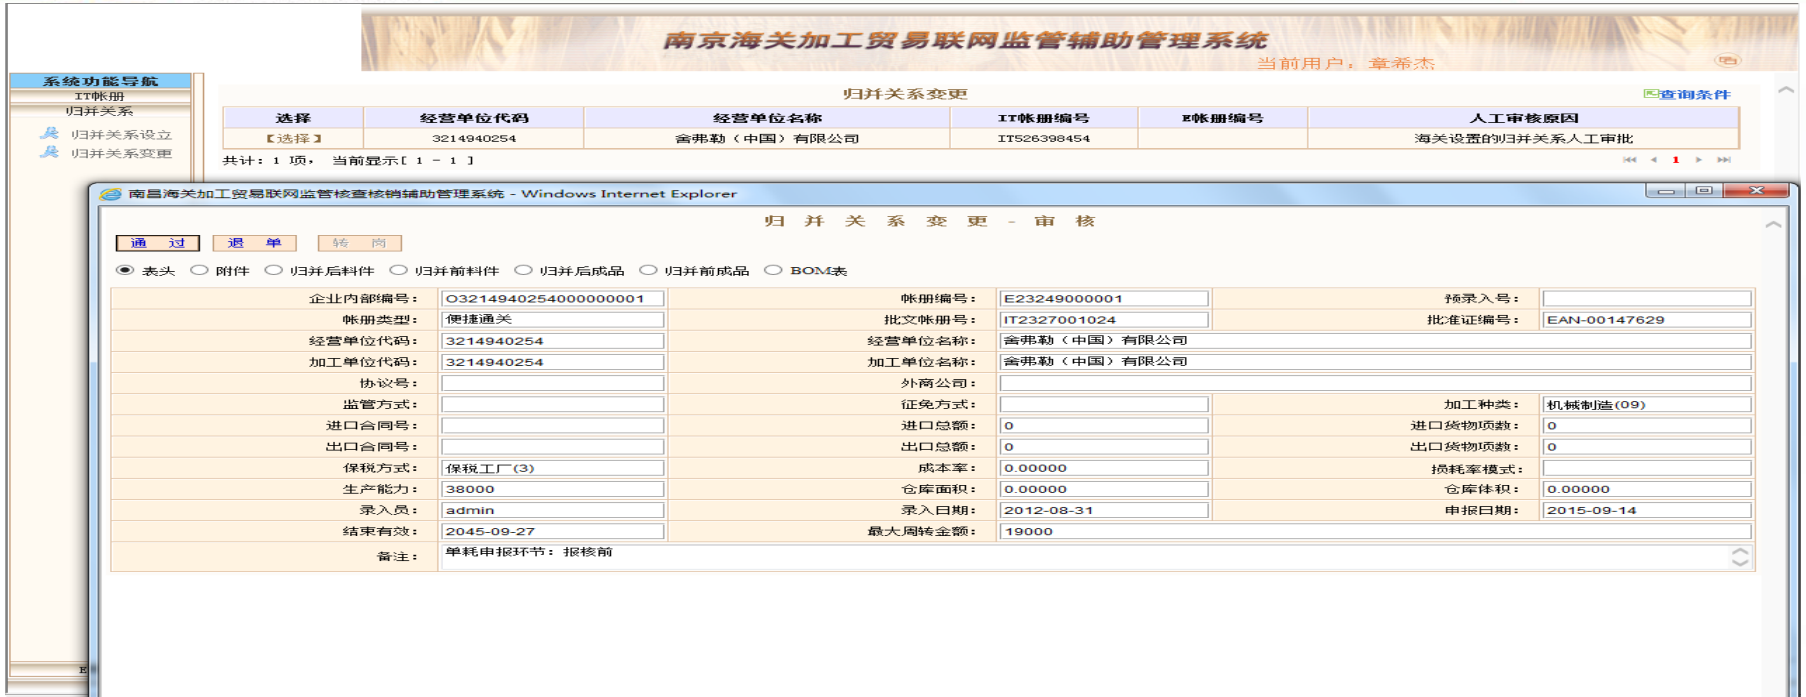 南京海关加工贸易联网监管辅助管理系统
当前用户：章希杰
系统功能导航
IT帐册
归并关系
归并关系设立
归并关系变更
归并关系变更
查询条件
选择 经营单位代码 经营单位名称 IT帐册编号 E帐册编号 人工审核原因
【选择】 3214940254 舍弗勒（中国）有限公司 IT526398454 海关设置的归并关系人工审批
共计：1 项， 当前显示[ 1 - 1 ]
1
南昌海关加工贸易联网监管核查核销辅助管理系统 - Windows Internet Explorer
归并关系变更-审核
通 过 退 单 转 岗
表头 附件 归并后料件 归并前料件 归并后成品 归并前成品 BOM表
企业内部编号： O32149402540000000001 帐册编号： E23249000001 预录入号：
帐册类型： 便捷通关 批文帐册号： IT2327001024 批准证编号： EAN-00147629
经营单位代码： 3214940254 经营单位名称： 舍弗勒（中国）有限公司
加工单位代码： 3214940254 加工单位名称： 舍弗勒（中国）有限公司
协议号： 外商公司：
监管方式： 征免方式： 加工种类： 机械制造(09)
进口合同号： 进口总额： 0 进口货物项数： 0
出口合同号： 出口总额： 0 出口货物项数： 0
保税方式： 保税工厂(3) 成本率： 0.00000 损耗率模式：
生产能力： 38000 仓库面积： 0.00000 仓库体积： 0.00000
录入员： admin 录入日期： 2012-08-31 申报日期： 2015-09-14
结束有效： 2045-09-27 最大周转金额： 19000
备注： 单耗申报环节：报核前
E